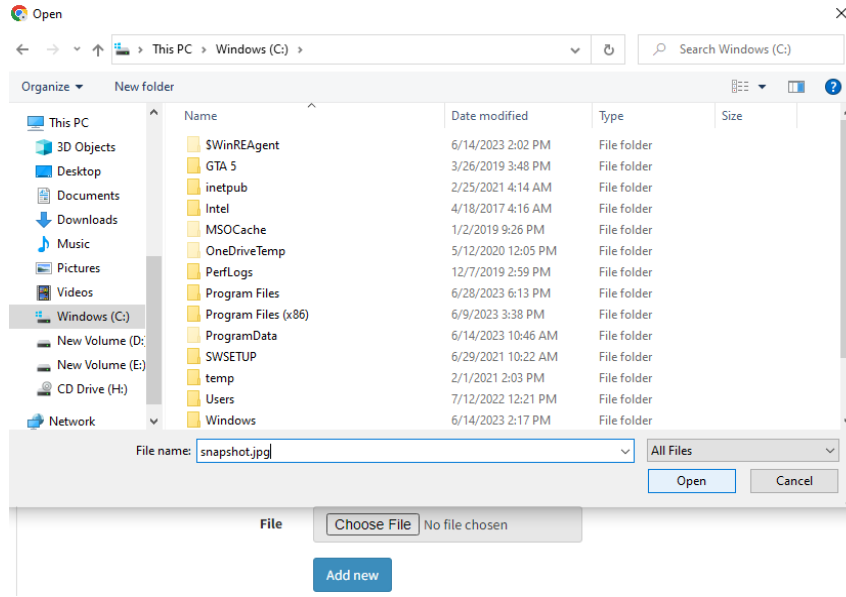 Open
This PC > Windows (C:) >
Search Windows (C:)
Organize
New folder
This PC
3D Objects
Desktop
Documents
Downloads
Music
Pictures
Videos
Windows (C:)
New Volume (D:
New Volume (E:)
CD Drive (H:)
Network
Name Date modified Type Size
$WinREAgent 6/14/2023 2:02 PM File folder
GTA 5 3/26/2019 3:48 PM File folder
inetpub 2/25/2021 4:14 AM File folder
Intel 4/18/2017 4:16 AM File folder
MSOCache 1/2/2019 9:26 PM File folder
OneDriveTemp 5/12/2020 12:05 PM File folder
PerfLogs 12/7/2019 2:59 PM File folder
Program Files 6/28/2023 6:13 PM File folder
Program Files (x86) 6/9/2023 3:38 PM File folder
ProgramData 6/14/2023 10:46 AM File folder
SWSETUP 6/29/2021 10:22 AM File folder
temp 2/1/2021 2:03 PM File folder
Users 7/12/2022 12:21 PM File folder
Windows 6/14/2023 2:17 PM File folder
File name: snapshot.jpg
All Files
Open
Cancel
File
Choose File No file chosen
Add new